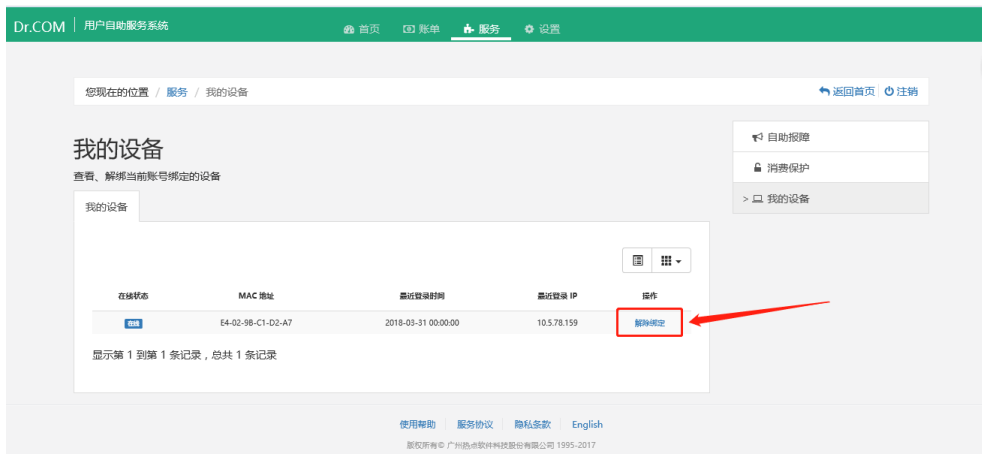 Dr.COM 用户自助服务系统 首页 账单 服务 设置
您现在的位置 / 服务 / 我的设备 返回首页 注销
我的设备
查看、解绑当前账号绑定的设备
我的设备
自助报障
消费保护
> 我的设备
在线状态 MAC 地址 最近登录时间 最近登录 IP 操作
在线 E4-02-98-C1-D2-A7 2018-03-31 00:00:00 10.5.78.159 解除绑定
显示第 1 到第 1 条记录，总共 1 条记录
使用帮助 服务协议 隐私条款 English
版权所有© 广州热点软件科技股份有限公司 1995-2017